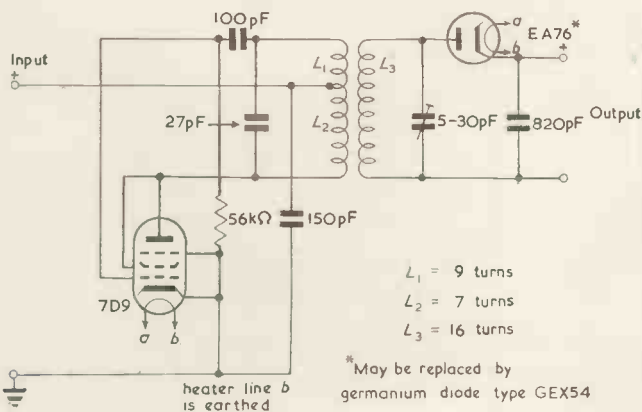 100pF
EA76*
a
b
+
Input
+
L₁
L₃
L₂
27pF
5-30pF
820pF
Output
56kΩ
150pF
7D9
a
b
L₁ = 9 turns
L₂ = 7 turns
L₃ = 16 turns
heater line b
is earthed
*May be replaced by
germanium diode type GEX54